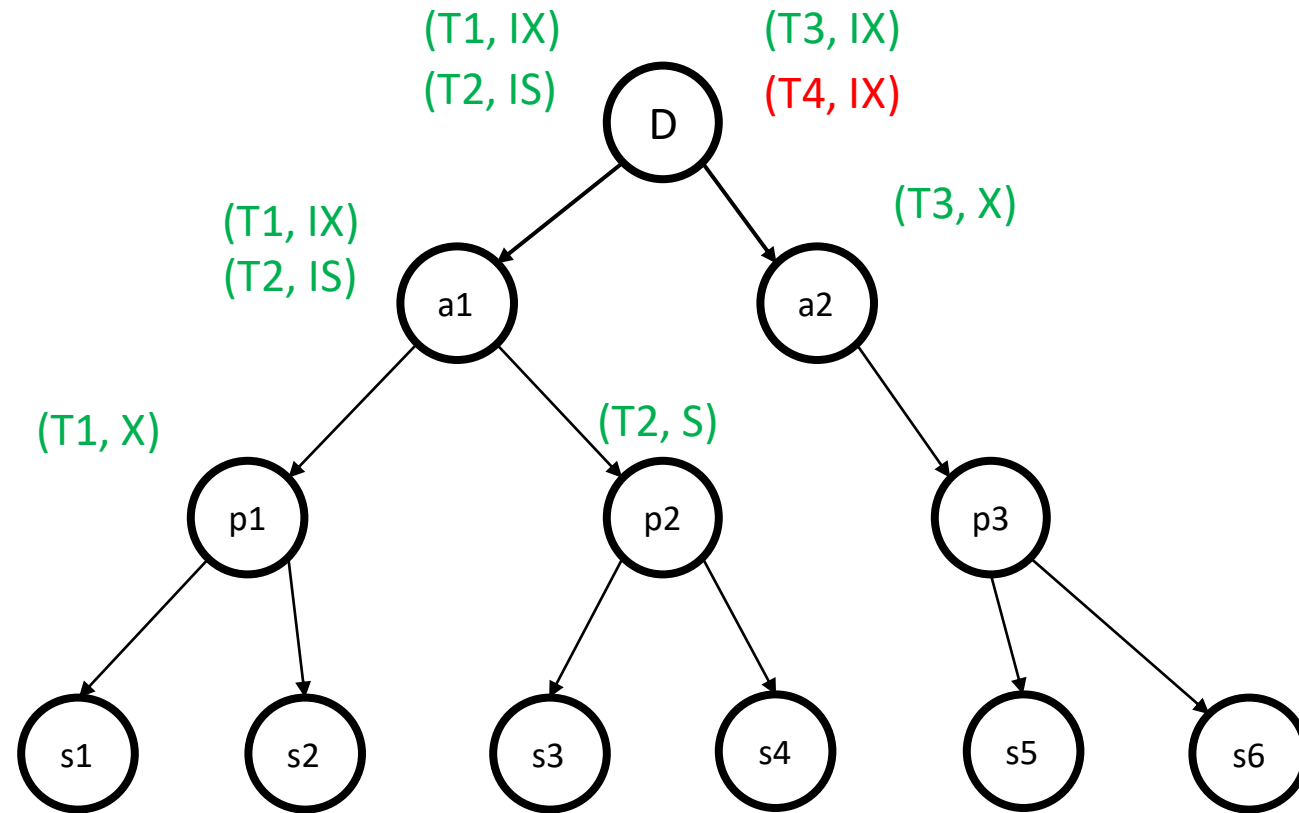 (T1, IX)
(T3, IX)
(T2, IS)
(T4, IX)
D
(T3, X)
(T1, IX)
(T2, IS)
a1
a2
(T1, X)
(T2, S)
p1
p2
p3
s1
s2
s3
s4
s5
s6